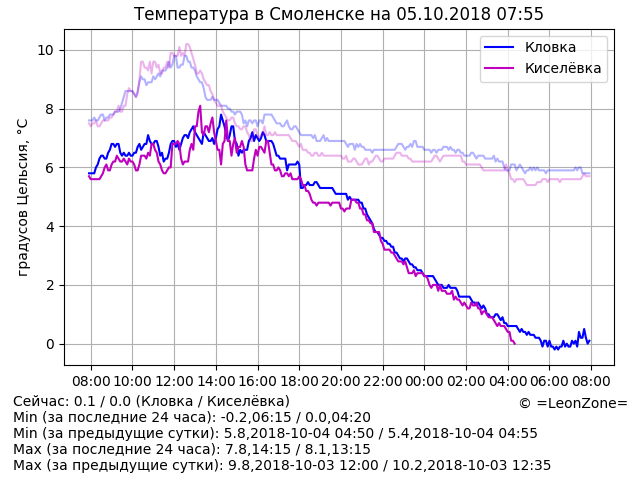 Температура в Смоленске на 05.10.2018 07:55
Кловка
Киселёвка
градусов Цельсия, °C
10
8
6
4
2
0
08:00 10:00 12:00 14:00 16:00 18:00 20:00 22:00 00:00 02:00 04:00 06:00 08:00
Сейчас: 0.1 / 0.0 (Кловка / Киселёвка)
© =LeonZone=
Min (за последние 24 часа): -0.2,06:15 / 0.0,04:20
Min (за предыдущие сутки): 5.8,2018-10-04 04:50 / 5.4,2018-10-04 04:55
Max (за последние 24 часа): 7.8,14:15 / 8.1,13:15
Max (за предыдущие сутки): 9.8,2018-10-03 12:00 / 10.2,2018-10-03 12:35